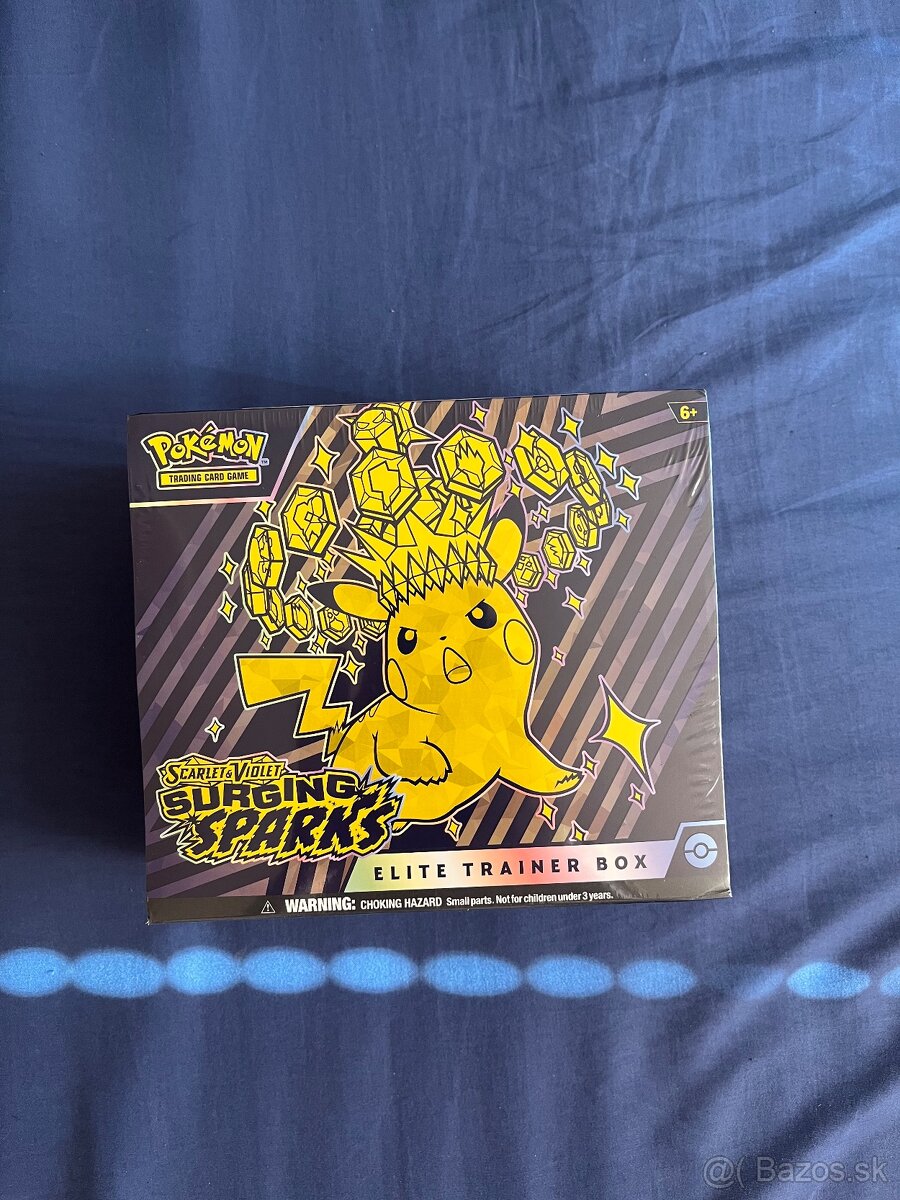 6+
POKéMON
TRADING CARD GAME
SCARLET & VIOLET
SURGING
SPARKS
ELITE TRAINER BOX
WARNING: CHOKING HAZARD Small parts. Not for children under 3 years.
@( Bazos.sk